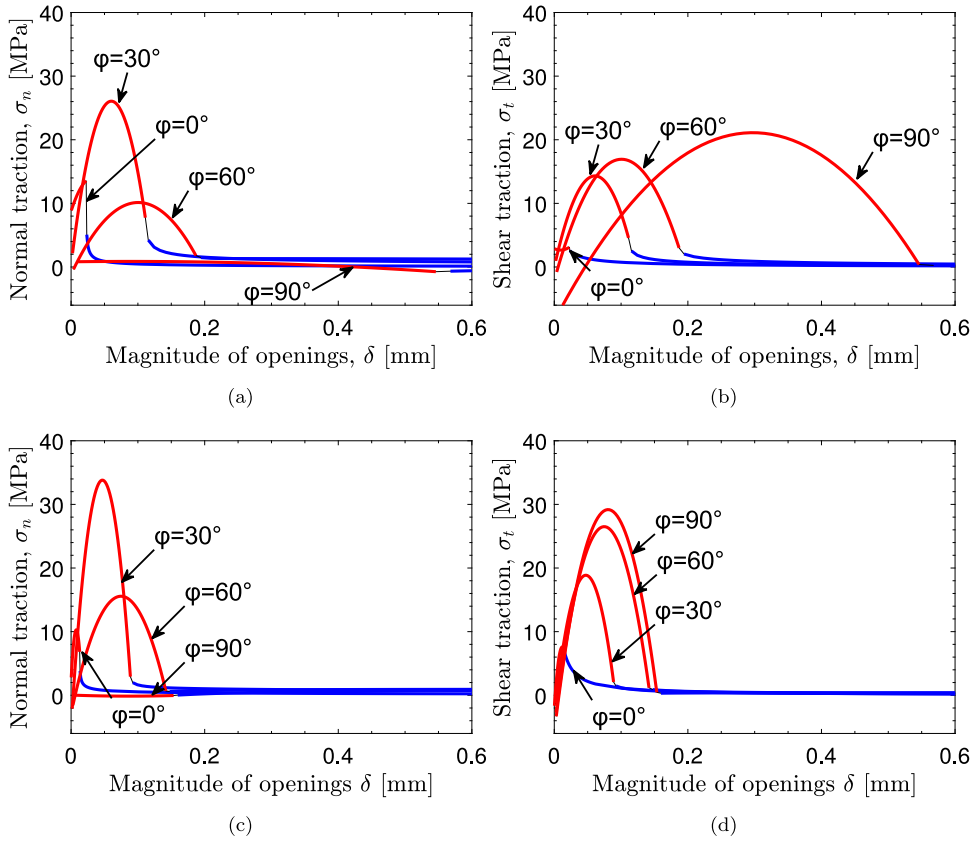 Normal traction, σn [MPa]
40
30
20
10
0
φ=30°
φ=0°
φ=60°
φ=90°
0 0.2 0.4 0.6
Magnitude of openings, δ [mm]
(a)
Shear traction, σt [MPa]
40
30
20
10
0
φ=30°
φ=60°
φ=90°
φ=0°
0 0.2 0.4 0.6
Magnitude of openings, δ [mm]
(b)
Normal traction, σn [MPa]
40
30
20
10
0
φ=30°
φ=60°
φ=90°
φ=0°
0 0.2 0.4 0.6
Magnitude of openings δ [mm]
(c)
Shear traction, σt [MPa]
40
30
20
10
0
φ=90°
φ=60°
φ=30°
φ=0°
0 0.2 0.4 0.6
Magnitude of openings δ [mm]
(d)